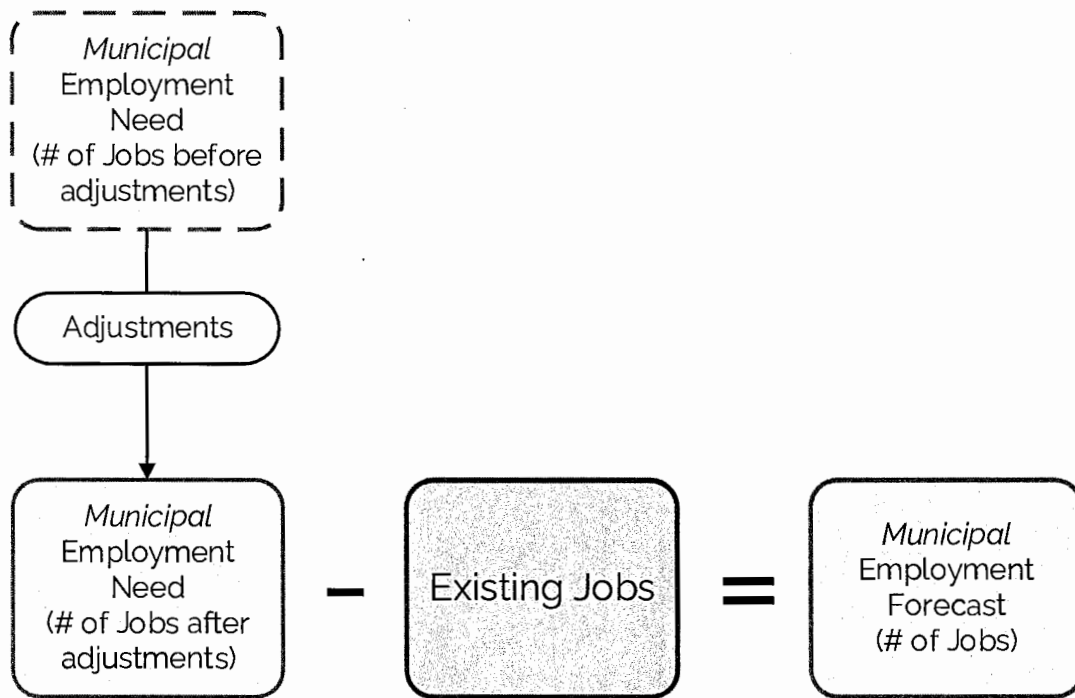 Municipal
Employment
Need
(# of Jobs before
adjustments)
Adjustments
Municipal
Employment
Need
(# of Jobs after
adjustments)
−
Existing Jobs
=
Municipal
Employment
Forecast
(# of Jobs)